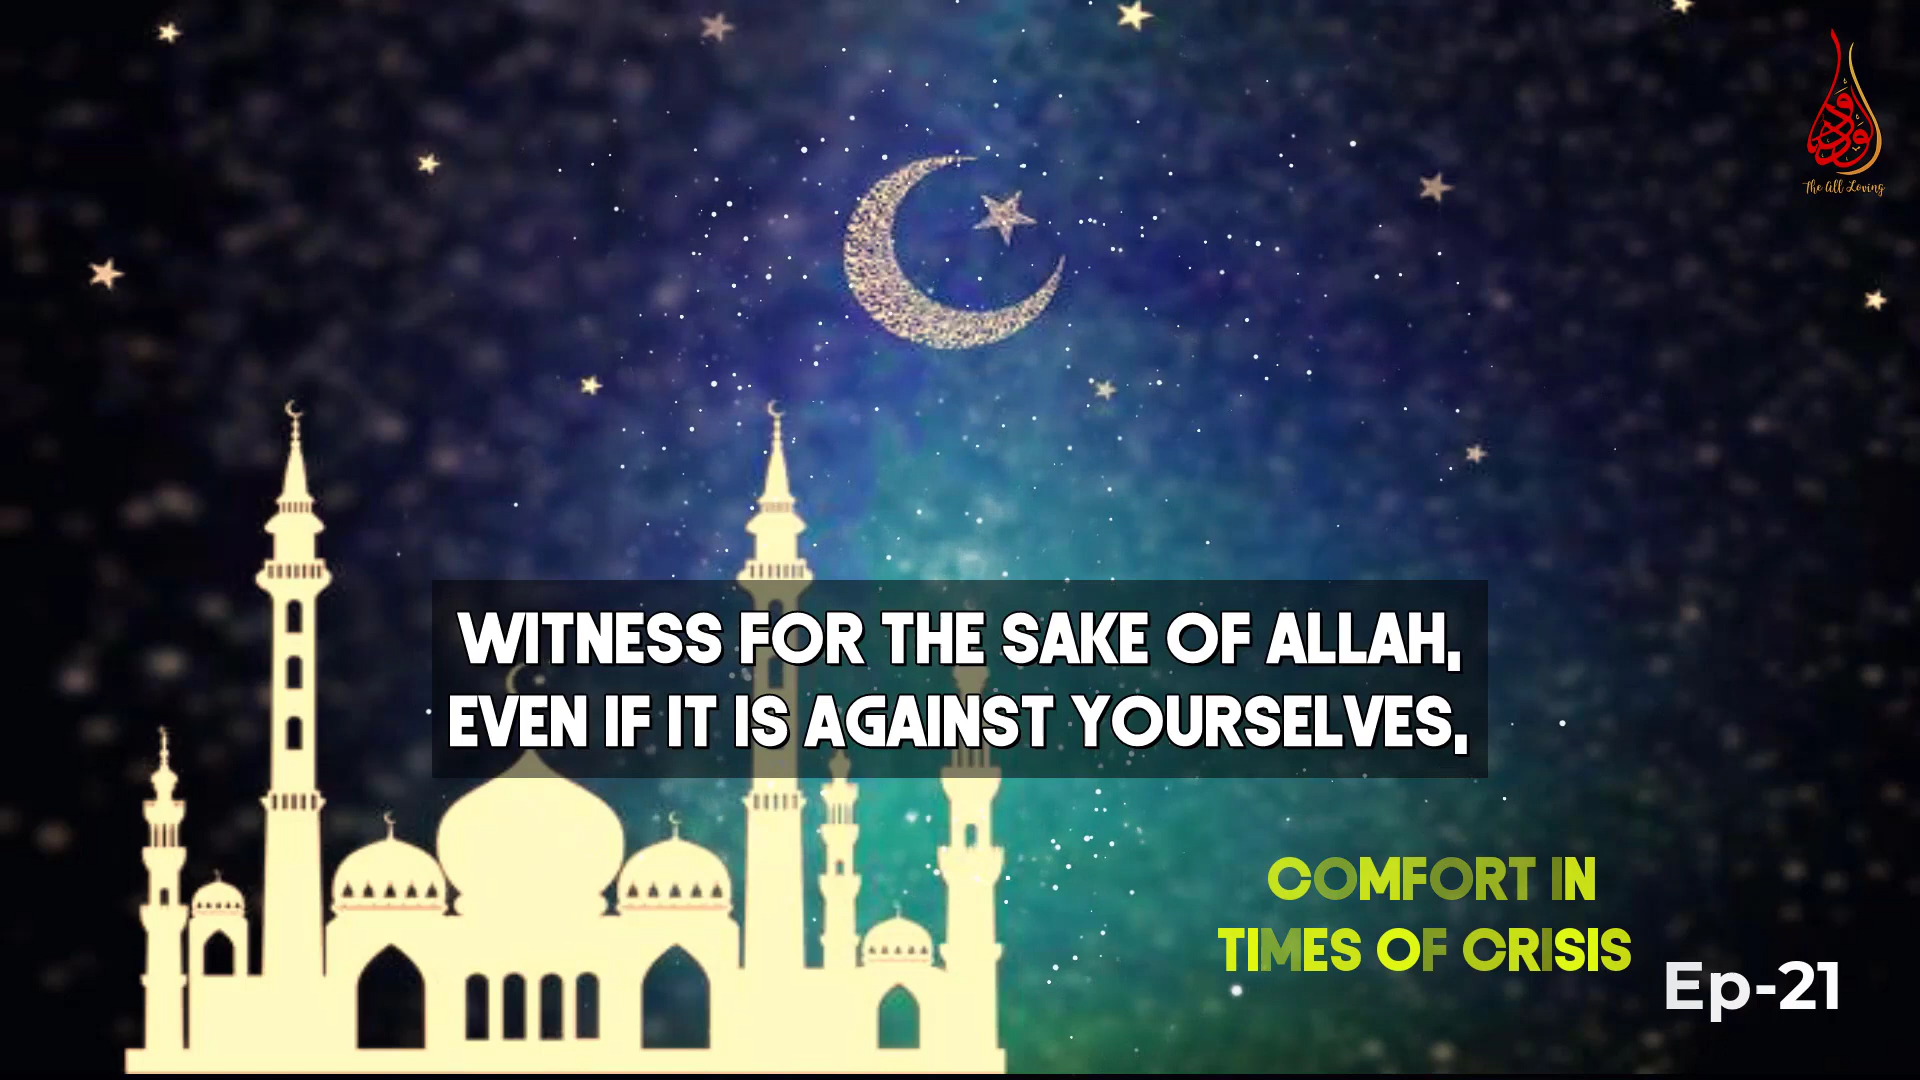 الودود
The All Loving
WITNESS FOR THE SAKE OF ALLAH,
EVEN IF IT IS AGAINST YOURSELVES,
COMFORT IN
TIMES OF CRISIS
Ep-21